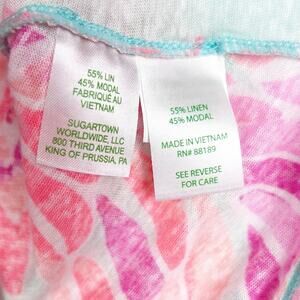 55% LIN
45% MODAL
FABRIQUÉ AU
VIETNAM
SUGARTOWN
WORLDWIDE, LLC
800 THIRD AVENUE
KING OF PRUSSIA, PA
55% LINEN
45% MODAL
MADE IN VIETNAM
RN# 88189
SEE REVERSE
FOR CARE